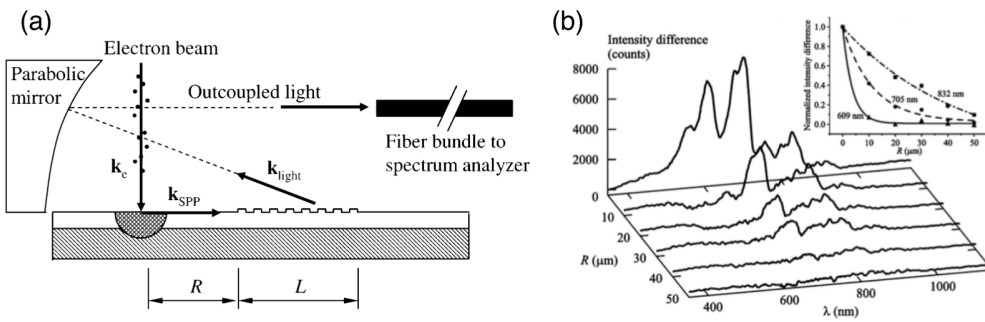 (a)
Electron beam
Parabolic
mirror
Outcoupled light
Fiber bundle to
spectrum analyzer
k_e
k_light
k_SPP
R
L
(b)
Intensity difference
(counts)
8000
6000
4000
2000
0
10
20
30
40
50
R (μm)
400
600
800
1000
λ (nm)
Normalized intensity difference
1.0
0.8
0.6
0.4
0.2
0.0
832 nm
705 nm
609 nm
0 10 20 30 40 50
R (μm)